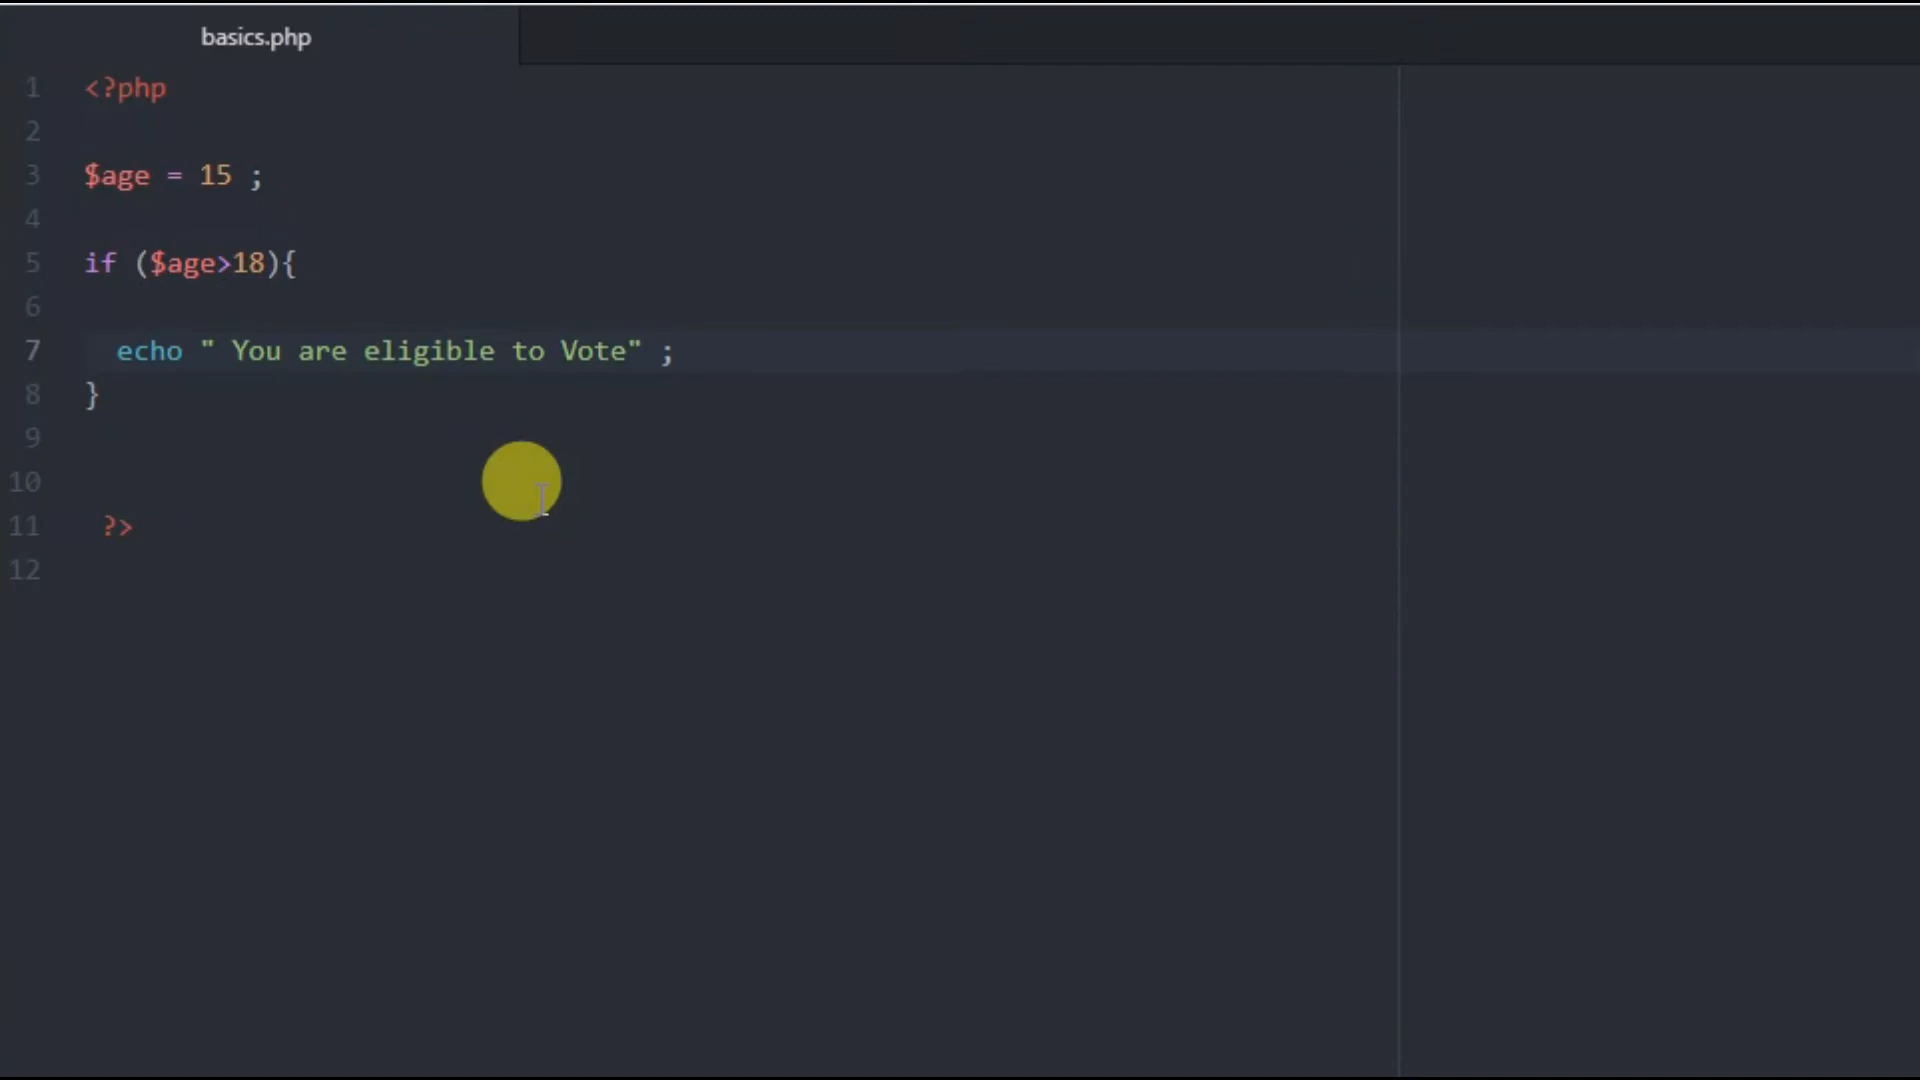 basics.php
1 <?php
2
3 $age = 15 ;
4
5 if ($age>18){
6
7 echo " You are eligible to Vote" ;
8 }
9
10
11 ?>
12